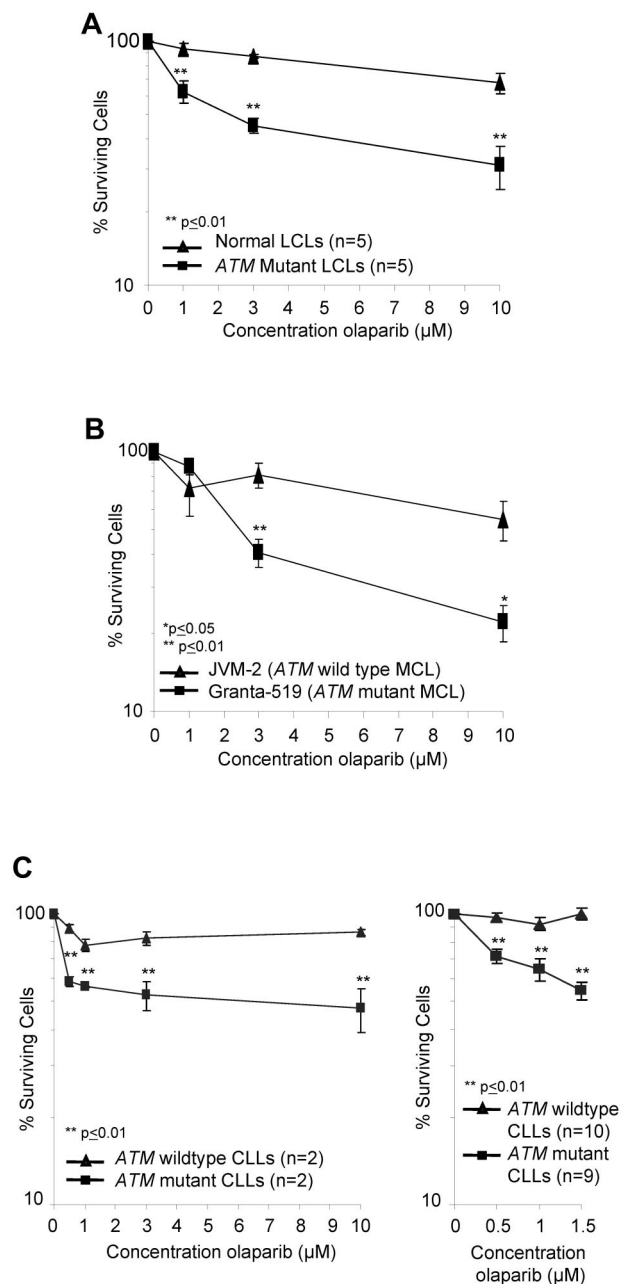 A
100
% Surviving Cells
**
**
**
** p≤0.01
Normal LCLs (n=5)
ATM Mutant LCLs (n=5)
10
0 1 2 3 4 5 6 7 8 9 10
Concentration olaparib (µM)
B
100
% Surviving Cells
**
*
*p≤0.05
** p≤0.01
JVM-2 (ATM wild type MCL)
Granta-519 (ATM mutant MCL)
10
0 1 2 3 4 5 6 7 8 9 10
Concentration olaparib (µM)
C
100
% Surviving Cells
**
**
**
**
** p≤0.01
ATM wildtype CLLs (n=2)
ATM mutant CLLs (n=2)
10
0 1 2 3 4 5 6 7 8 9 10
Concentration olaparib (µM)
100
% Surviving Cells
**
**
**
** p≤0.01
ATM wildtype
CLLs (n=10)
ATM mutant
CLLs (n=9)
10
0 0.5 1 1.5
Concentration
olaparib (µM)